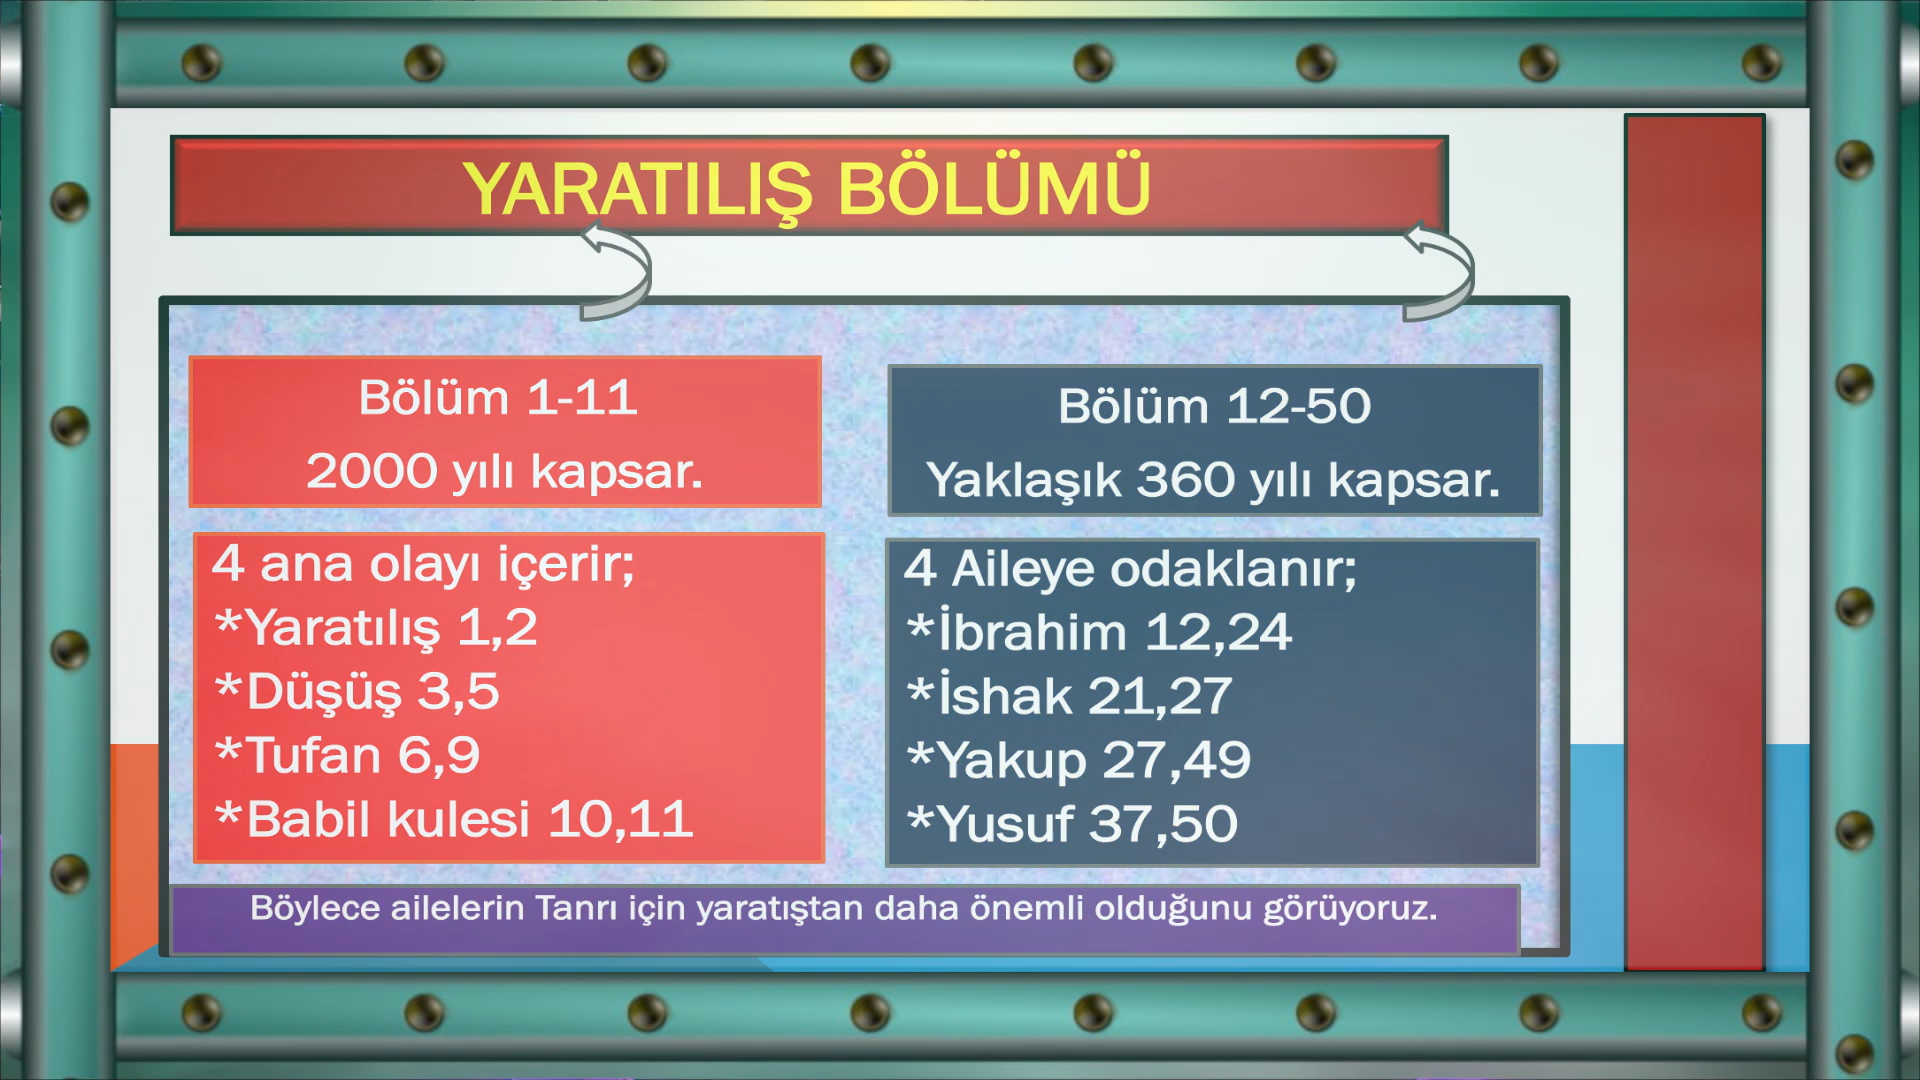 YARATILIŞ BÖLÜMÜ
Bölüm 1-11
2000 yılı kapsar.
4 ana olayı içerir;
*Yaratılış 1,2
*Düşüş 3,5
*Tufan 6,9
*Babil kulesi 10,11
Bölüm 12-50
Yaklaşık 360 yılı kapsar.
4 Aileye odaklanır;
*İbrahim 12,24
*İshak 21,27
*Yakup 27,49
*Yusuf 37,50
Böylece ailelerin Tanrı için yaratıştan daha önemli olduğunu görüyoruz.